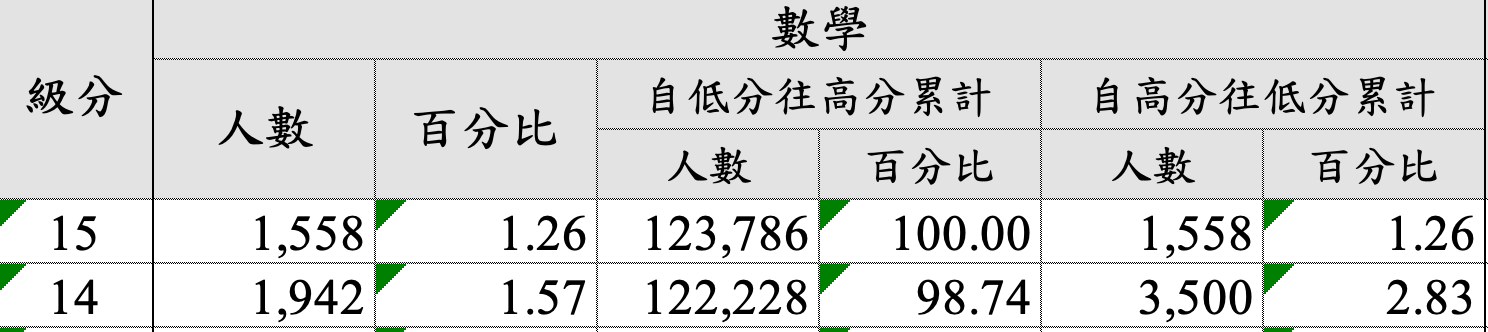 數學
級分
人數 百分比 自低分往高分累計 自高分往低分累計
人數 百分比 人數 百分比
15 1,558 1.26 123,786 100.00 1,558 1.26
14 1,942 1.57 122,228 98.74 3,500 2.83